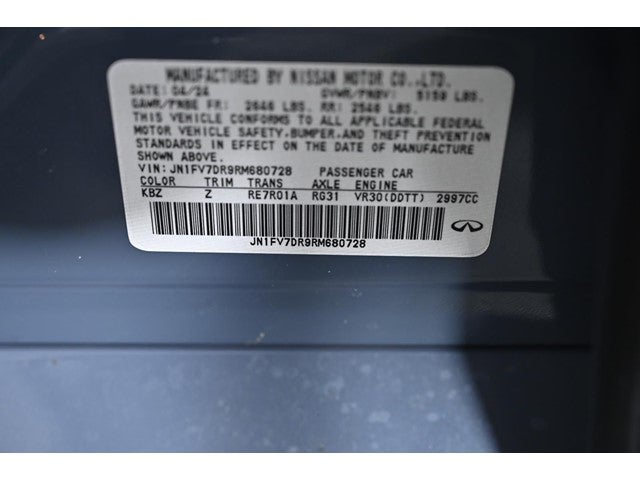 MANUFACTURED BY NISSAN MOTOR CO.,LTD.
DATE: 04/24 GVWR/PNBV: 5159 LBS.
GAWR/PNBE FR: 2646 LBS. RR: 2546 LBS.
THIS VEHICLE CONFORMS TO ALL APPLICABLE FEDERAL
MOTOR VEHICLE SAFETY, BUMPER, AND THEFT PREVENTION
STANDARDS IN EFFECT ON THE DATE OF MANUFACTURE
SHOWN ABOVE.
VIN: JN1FV7DR9RM680728 PASSENGER CAR
COLOR TRIM TRANS AXLE ENGINE
KBZ Z RE7R01A RG31 VR30(DDTT) 2997CC
JN1FV7DR9RM680728